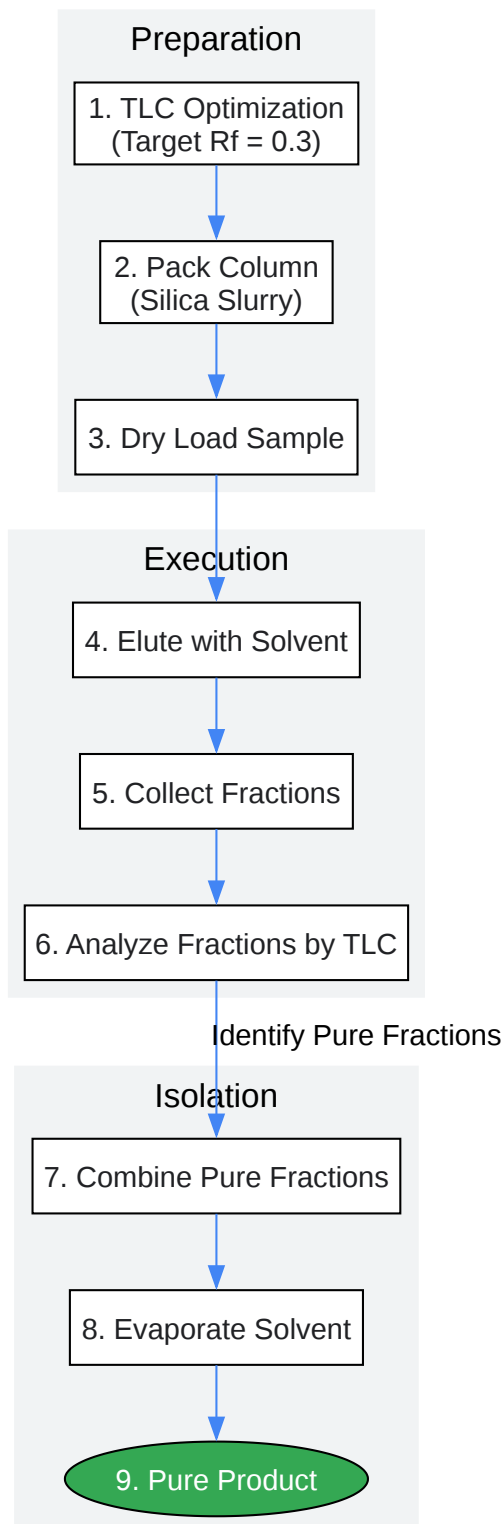 Preparation
1. TLC Optimization
(Target Rf = 0.3)
2. Pack Column
(Silica Slurry)
3. Dry Load Sample
Execution
4. Elute with Solvent
5. Collect Fractions
6. Analyze Fractions by TLC
Identify Pure Fractions
Isolation
7. Combine Pure Fractions
8. Evaporate Solvent
9. Pure Product